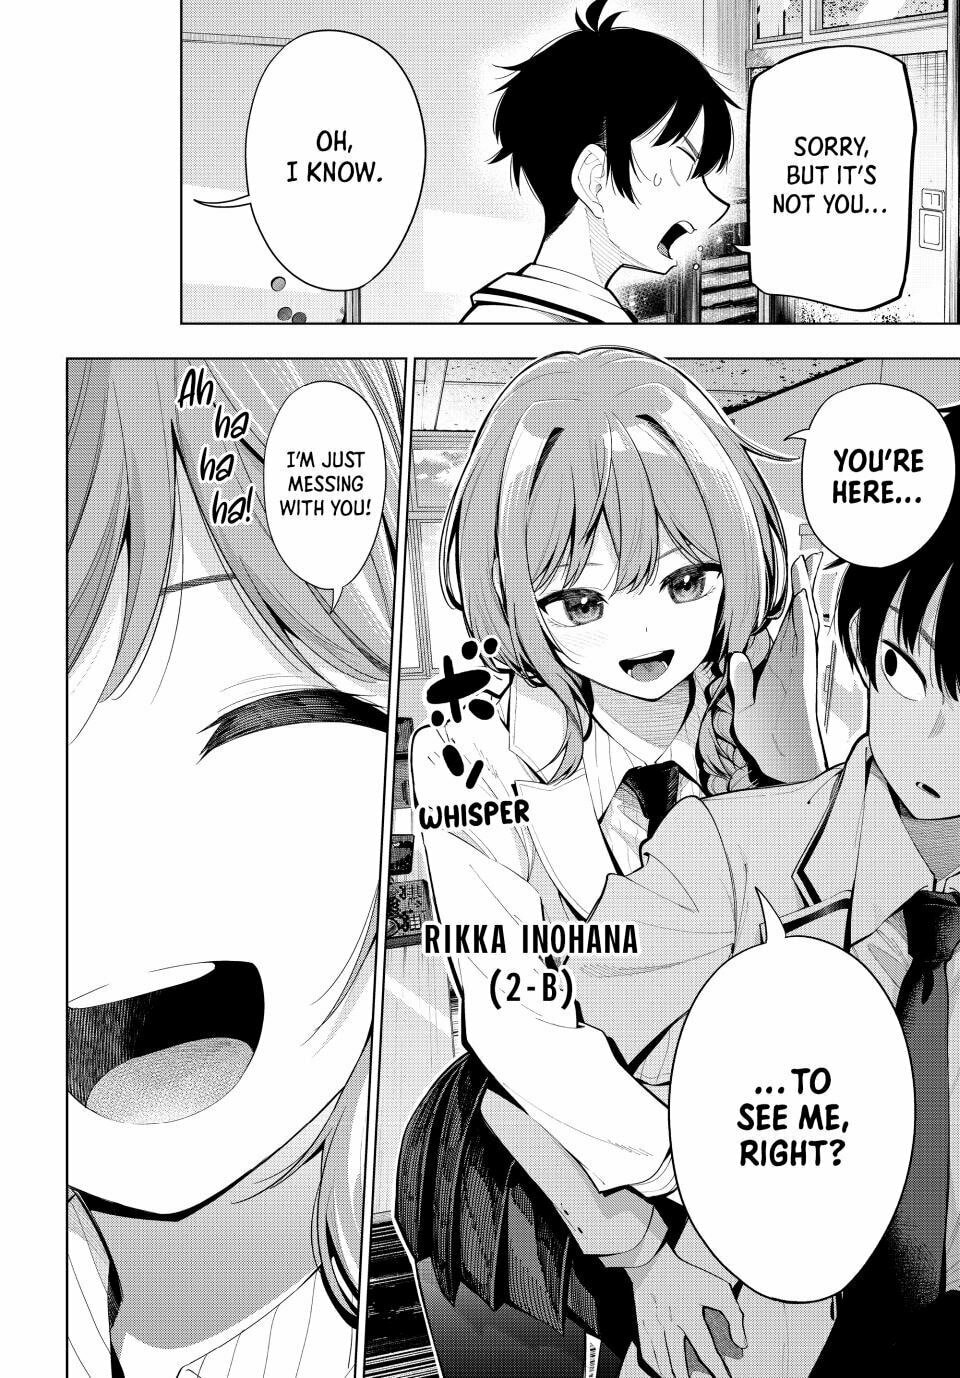 SORRY,
BUT IT'S
NOT YOU...
OH,
I KNOW.
YOU'RE
HERE...
ボソッ
WHISPER
RIKKA INOHANA
(2-B)
...TO
SEE ME,
RIGHT?
I'M JUST
MESSING
WITH YOU!
Ah
ha
ha
ha!